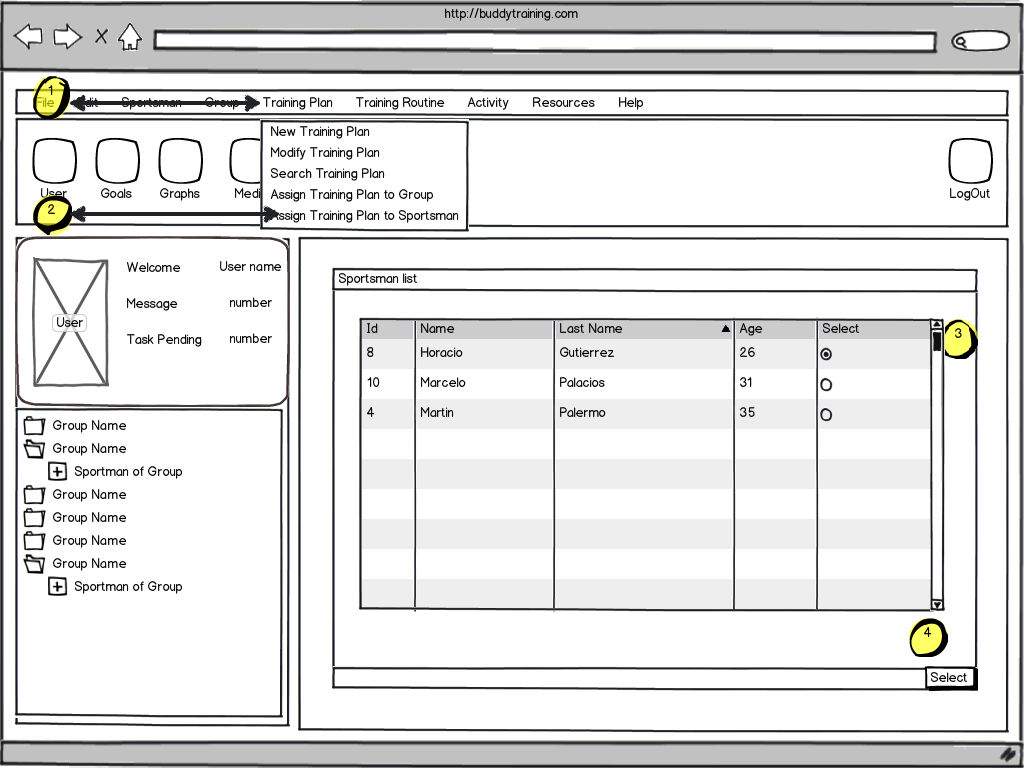 http://buddytraining.com
1
File Edit Sportsman Group Training Plan Training Routine Activity Resources Help
New Training Plan
Modify Training Plan
Search Training Plan
Assign Training Plan to Group
Assign Training Plan to Sportsman
User Goals Graphs Medi LogOut
2
Welcome User name
Message number
User
Task Pending number
Group Name
Group Name
Sportman of Group
Group Name
Group Name
Group Name
Group Name
Sportman of Group
Sportsman list
Id Name Last Name Age Select
3
8 Horacio Gutierrez 26
10 Marcelo Palacios 31
4 Martin Palermo 35
4
Select